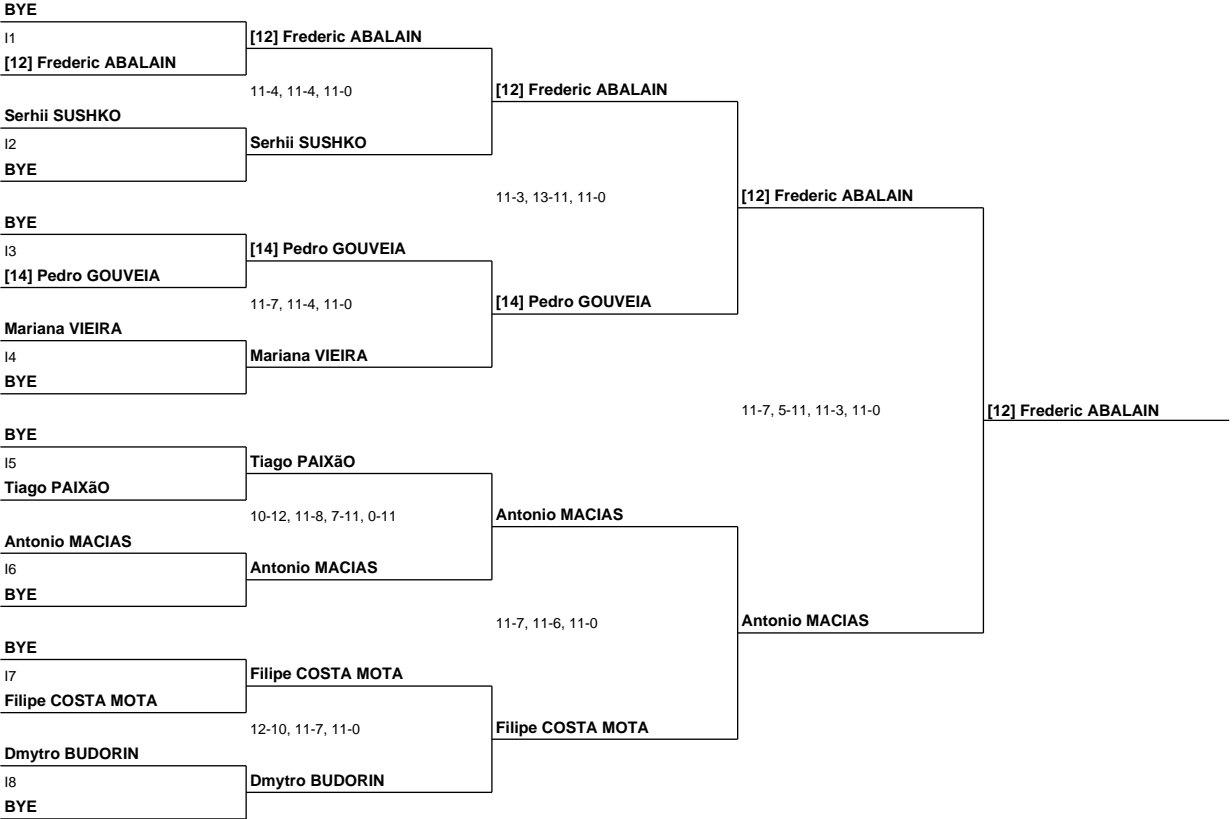 BYE
I1
[12] Frederic ABALAIN
Serhii SUSHKO
I2
BYE
BYE
I3
[14] Pedro GOUVEIA
Mariana VIEIRA
I4
BYE
BYE
I5
Tiago PAIXãO
Antonio MACIAS
I6
BYE
BYE
I7
Filipe COSTA MOTA
Dmytro BUDORIN
I8
BYE
[12] Frederic ABALAIN
11-4, 11-4, 11-0
Serhii SUSHKO
[14] Pedro GOUVEIA
11-7, 11-4, 11-0
Mariana VIEIRA
Tiago PAIXãO
10-12, 11-8, 7-11, 0-11
Antonio MACIAS
Filipe COSTA MOTA
12-10, 11-7, 11-0
Dmytro BUDORIN
[12] Frederic ABALAIN
11-3, 13-11, 11-0
[14] Pedro GOUVEIA
Antonio MACIAS
11-7, 11-6, 11-0
Filipe COSTA MOTA
[12] Frederic ABALAIN
11-7, 5-11, 11-3, 11-0
Antonio MACIAS
[12] Frederic ABALAIN